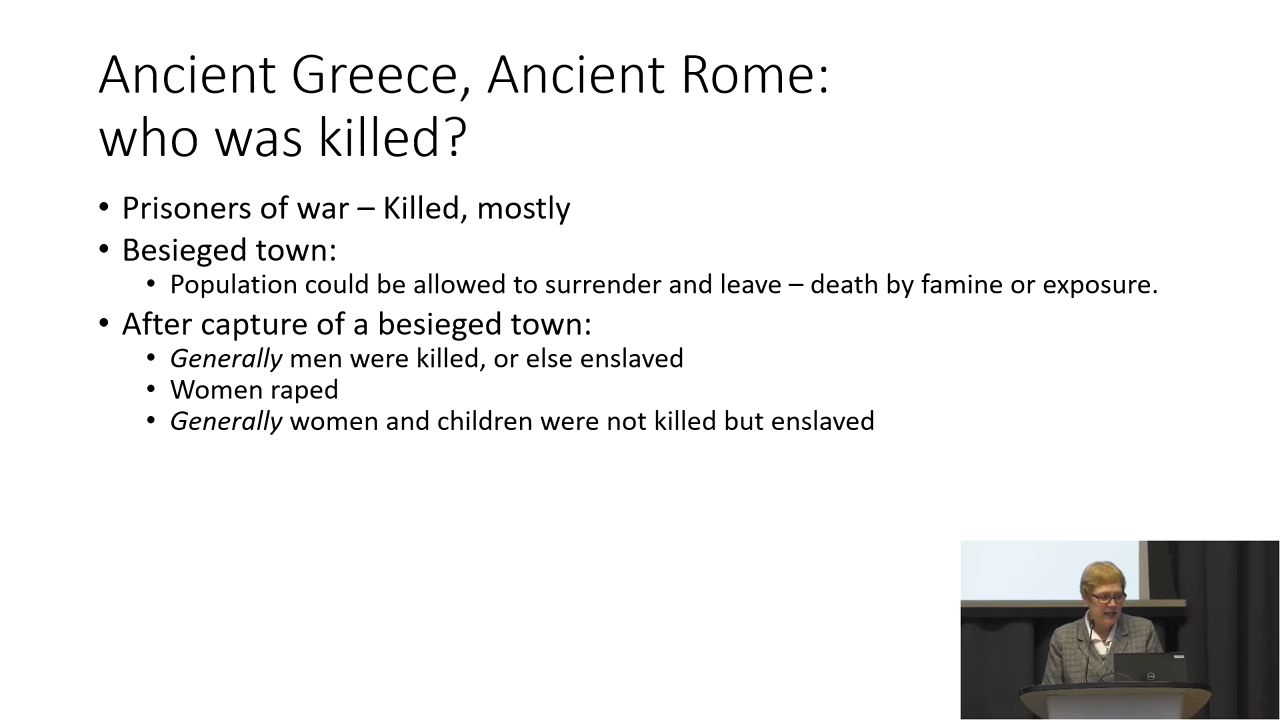 Ancient Greece, Ancient Rome:
who was killed?
• Prisoners of war – Killed, mostly
• Besieged town:
• Population could be allowed to surrender and leave – death by famine or exposure.
• After capture of a besieged town:
• Generally men were killed, or else enslaved
• Women raped
• Generally women and children were not killed but enslaved